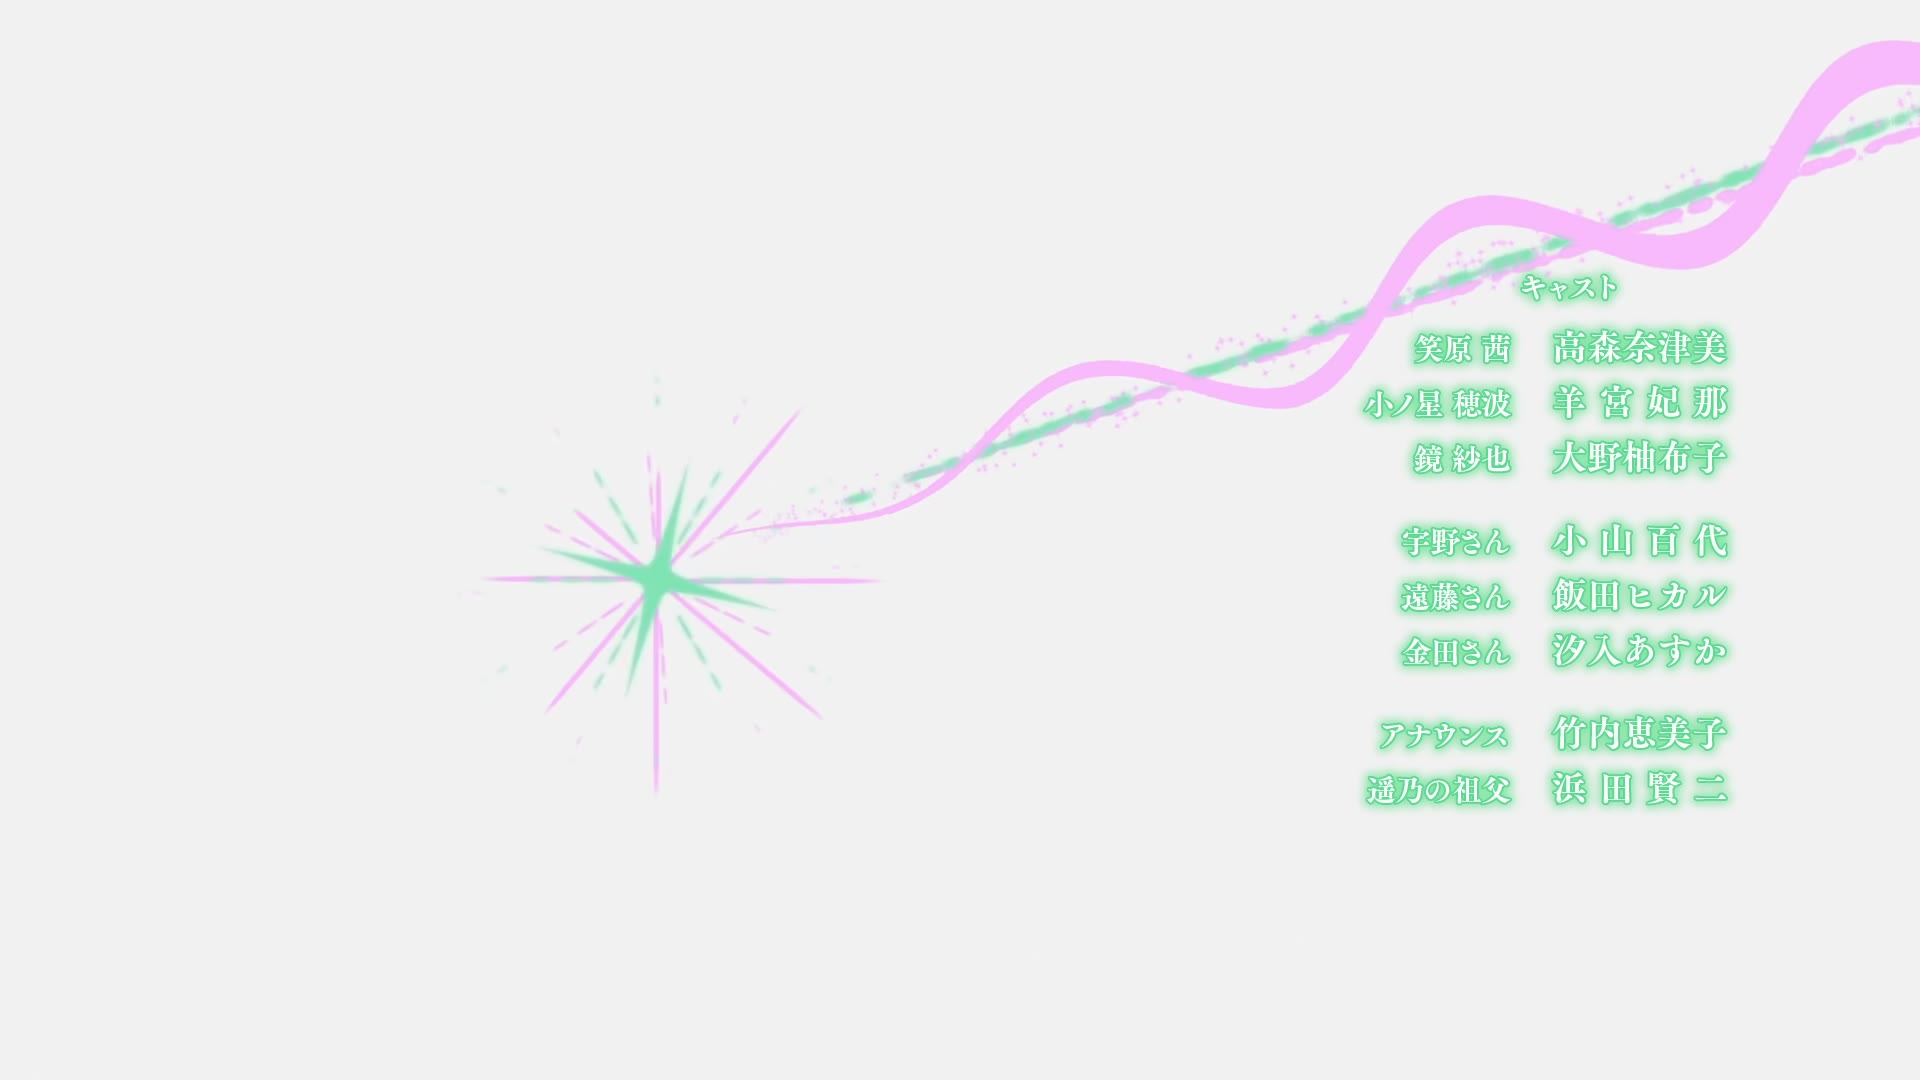 キャスト
笑原 茜 高森奈津美
小ノ星 穂波 羊宮妃那
鏡 紗也 大野柚布子
宇野さん 小山百代
遠藤さん 飯田ヒカル
金田さん 汐入あすか
アナウンス 竹内恵美子
遥乃の祖父 浜田賢二